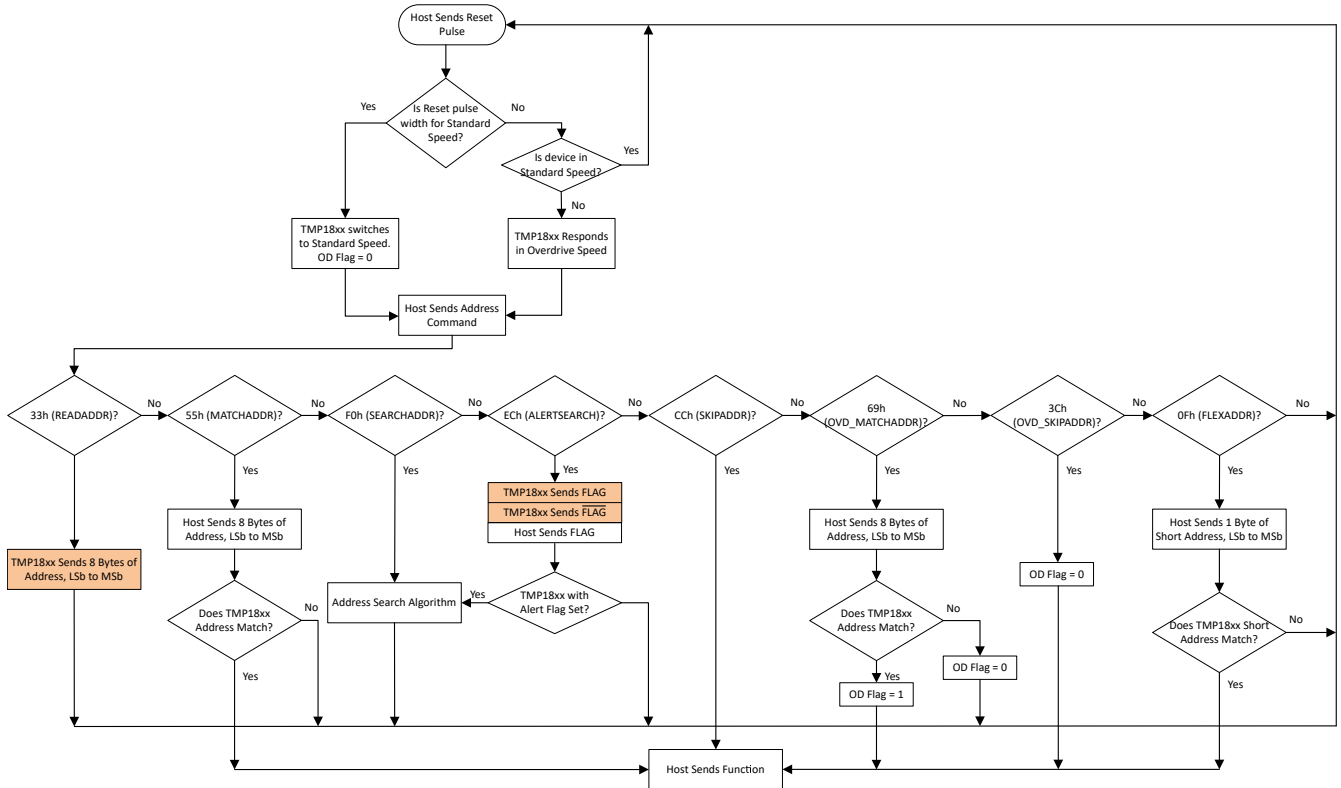 Host Sends Reset
Pulse
Yes
Is Reset pulse
width for Standard
Speed?
No
Is device in
Standard Speed?
Yes
No
TMP18xx switches
to Standard Speed.
OD Flag = 0
TMP18xx Responds
in Overdrive Speed
Host Sends Address
Command
33h (READADDR)?
No
55h (MATCHADDR)?
No
F0h (SEARCHADDR)?
No
ECh (ALERTSEARCH)?
No
CCh (SKIPADDR)?
No
69h
(OVD_MATCHADDR)?
No
3Ch
(OVD_SKIPADDR)?
No
0Fh (FLEXADDR)?
No
Yes
Yes
Yes
Yes
Yes
Yes
Yes
TMP18xx Sends 8 Bytes of
Address, LSb to MSb
Host Sends 8 Bytes of
Address, LSb to MSb
Does TMP18xx
Address Match?
No
Yes
Address Search Algorithm
TMP18xx Sends FLAG
TMP18xx Sends F̅L̅A̅G̅
Host Sends FLAG
Yes
TMP18xx with
Alert Flag Set?
Host Sends 8 Bytes of
Address, LSb to MSb
Does TMP18xx
Address Match?
No
Yes
OD Flag = 1
OD Flag = 0
OD Flag = 0
Host Sends 1 Byte of
Short Address, LSb to MSb
Does TMP18xx Short
Address Match?
No
Yes
Host Sends Function